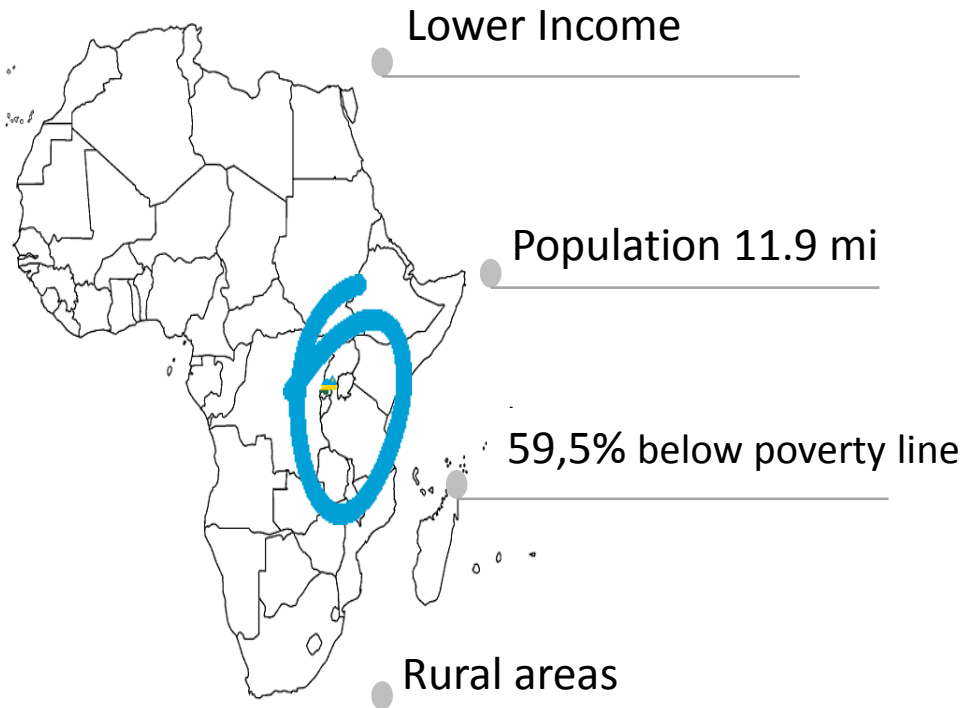 Lower Income
Population 11.9 mi
59,5% below poverty line
Rural areas